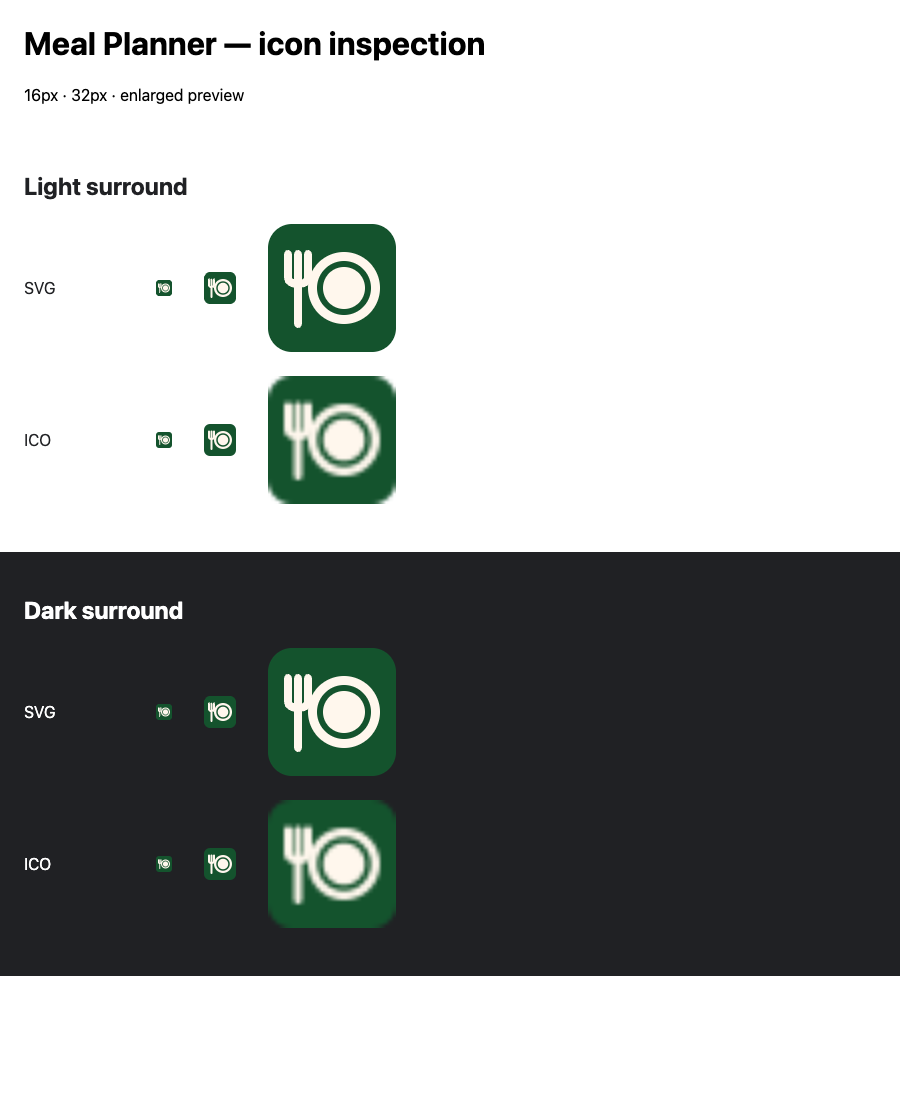 Meal Planner — icon inspection
16px · 32px · enlarged preview
Light surround
SVG
ICO
Dark surround
SVG
ICO